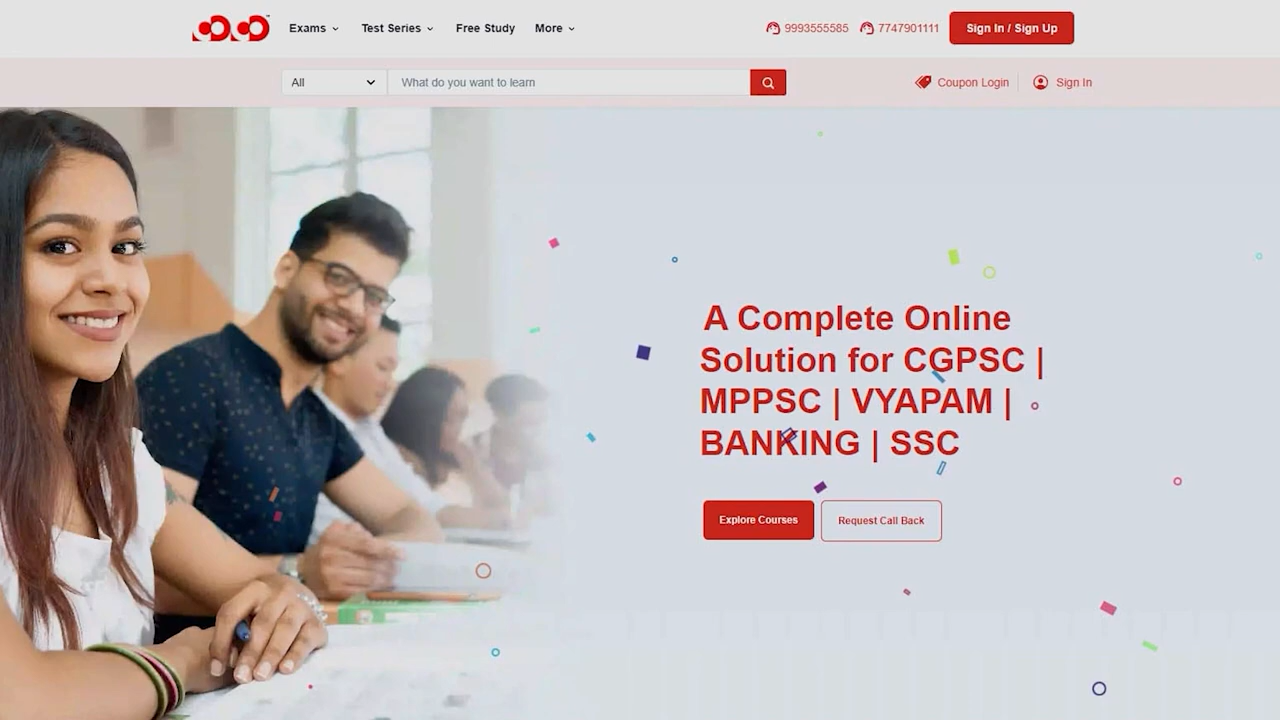 Exams
Test Series
Free Study
More
9993555585
7747901111
Sign In / Sign Up
All
What do you want to learn
Coupon Login
Sign In
A Complete Online
Solution for CGPSC |
MPPSC | VYAPAM |
BANKING | SSC
Explore Courses
Request Call Back